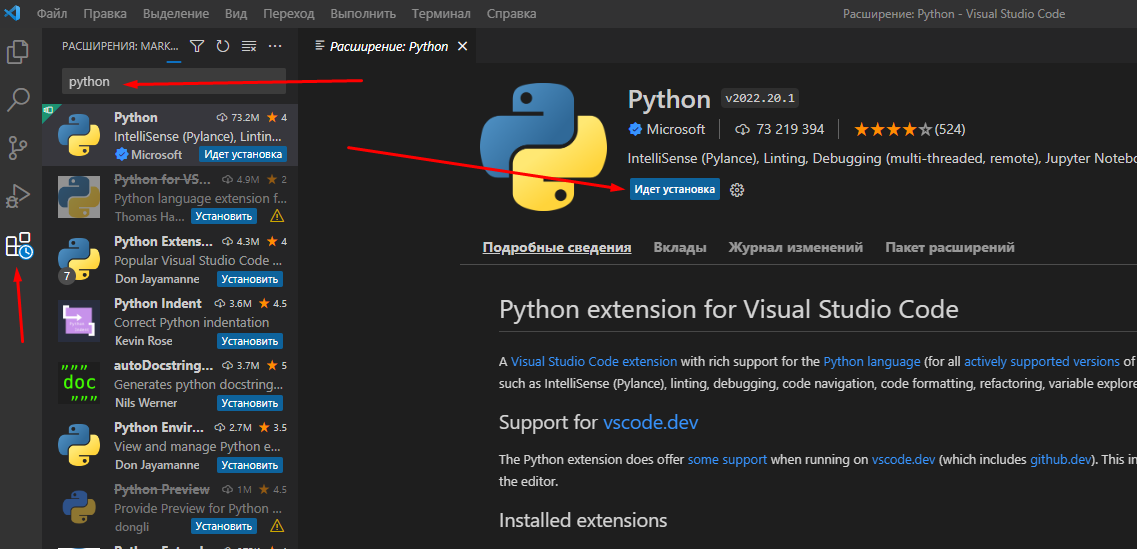 Файл Правка Выделение Вид Переход Выполнить Терминал Справка Расширение: Python - Visual Studio Code
РАСШИРЕНИЯ: MARK...
python
Python 73.2M 4
IntelliSense (Pylance), Lintin...
Microsoft Идет установка
Python for VS... 4.9M 2
Python language extension f...
Thomas Ha... Установить
Python Extens... 4.3M 4
Popular Visual Studio Code ...
7 Don Jayamanne Установить
Python Indent 3.6M 4.5
Correct Python indentation
Kevin Rose Установить
autoDocstring... 3.7M 5
"""
doc
"""
Generates python docstring...
Nils Werner Установить
Python Envir... 2.7M 3.5
View and manage Python e...
Don Jayamanne Установить
Python Preview 1M 4.5
Provide Preview for Python ...
dongli Установить
Расширение: Python
Python v2022.20.1
Microsoft 73 219 394 (524)
IntelliSense (Pylance), Linting, Debugging (multi-threaded, remote), Jupyter Noteb
Идет установка
Подробные сведения Вклады Журнал изменений Пакет расширений
Python extension for Visual Studio Code
A Visual Studio Code extension with rich support for the Python language (for all actively supported versions of
such as IntelliSense (Pylance), linting, debugging, code navigation, code formatting, refactoring, variable explore
Support for vscode.dev
The Python extension does offer some support when running on vscode.dev (which includes github.dev). This in
the editor.
Installed extensions